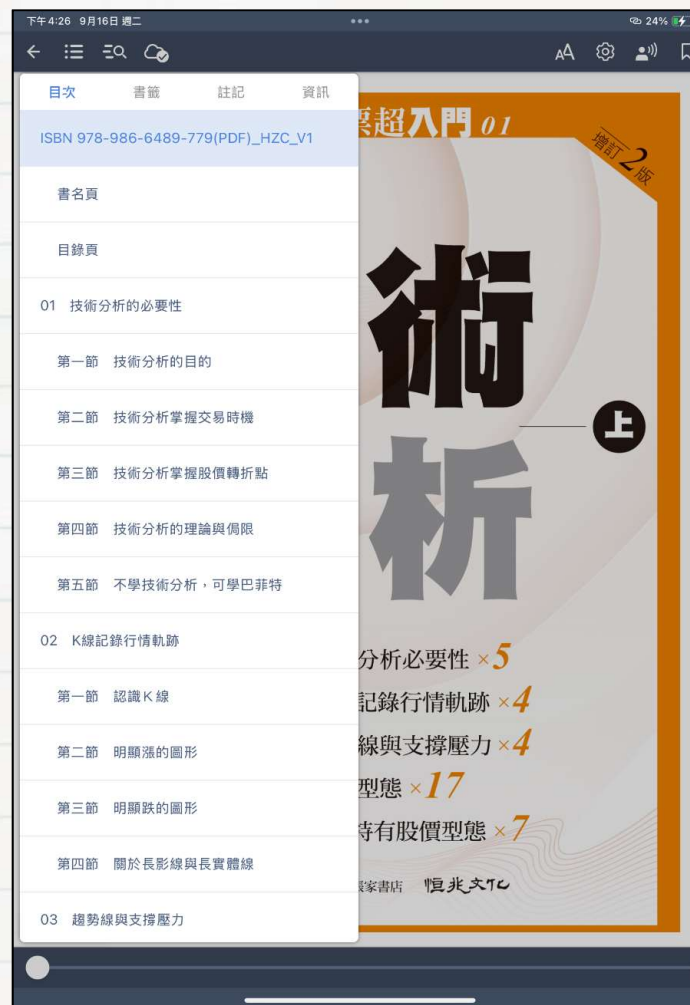 下午4:26 9月16日 週二
24%
AA
目次 書籤 註記 資訊
ISBN 978-986-6489-779(PDF)_HZC_V1
書名頁
目錄頁
01 技術分析的必要性
第一節 技術分析的目的
第二節 技術分析掌握交易時機
第三節 技術分析掌握股價轉折點
第四節 技術分析的理論與侷限
第五節 不學技術分析,可學巴菲特
02 K線記錄行情軌跡
第一節 認識K線
第二節 明顯漲的圖形
第三節 明顯跌的圖形
第四節 關於長影線與長實體線
03 趨勢線與支撐壓力
票超入門 01
增訂2版
術
析
上
分析必要性×5
記錄行情軌跡×4
線與支撐壓力×4
型態×17
特有股價型態×7
家書店 恒兆文化